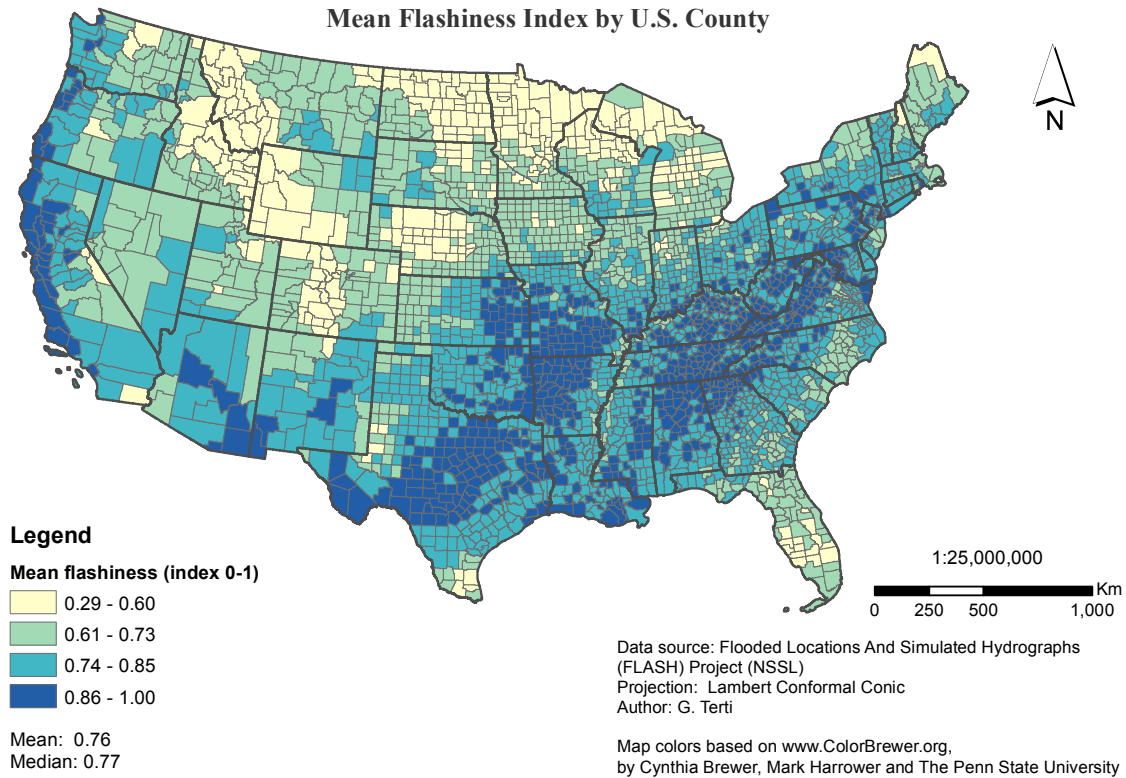 Mean Flashiness Index by U.S. County
N
Legend
Mean flashiness (index 0-1)
0.29 - 0.60
0.61 - 0.73
0.74 - 0.85
0.86 - 1.00
Mean: 0.76
Median: 0.77
1:25,000,000
Km
0 250 500 1,000
Data source: Flooded Locations And Simulated Hydrographs
(FLASH) Project (NSSL)
Projection: Lambert Conformal Conic
Author: G. Terti
Map colors based on www.ColorBrewer.org,
by Cynthia Brewer, Mark Harrower and The Penn State University